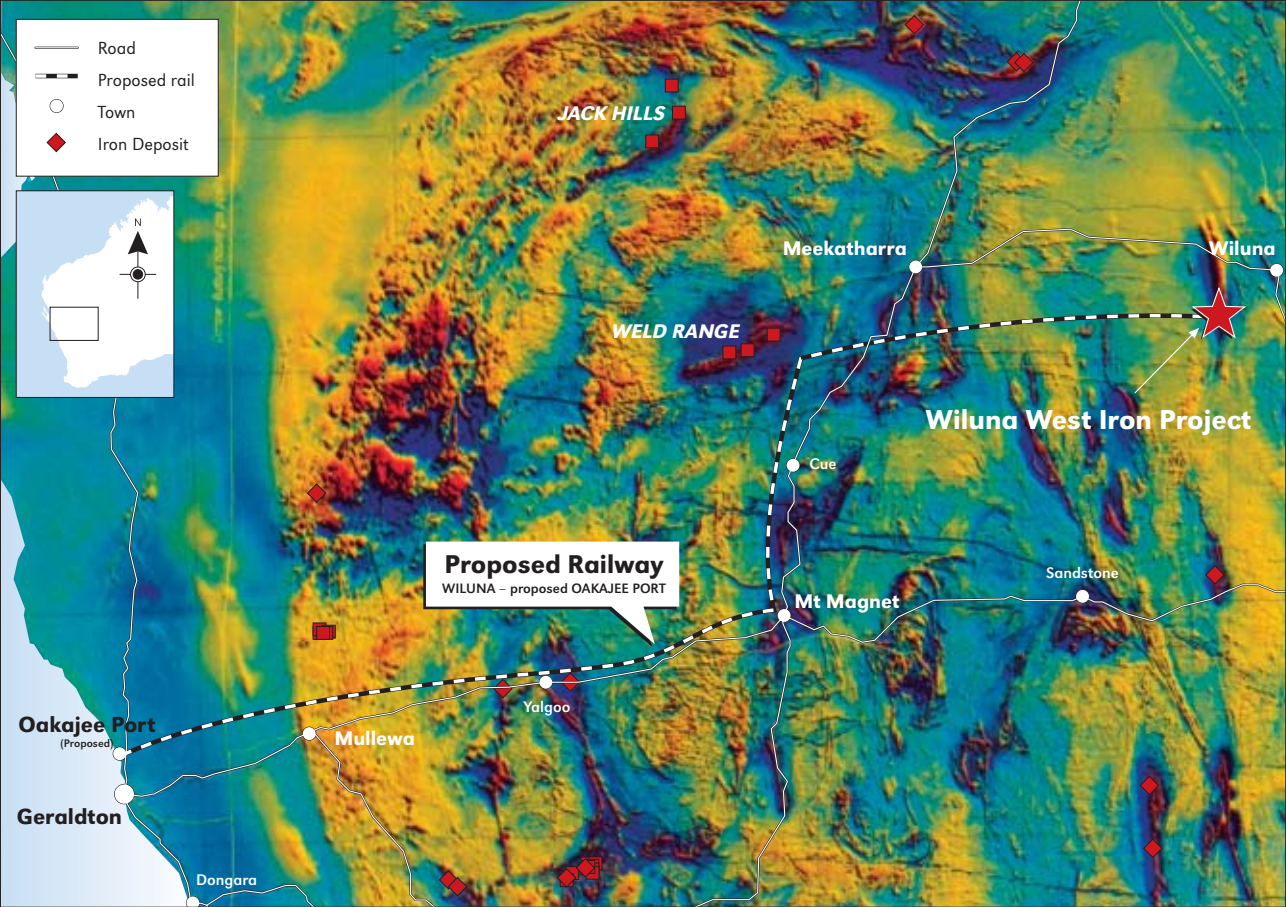 Road
Proposed rail
Town
Iron Deposit
N
JACK HILLS
Meekatharra
Wiluna
WELD RANGE
Wiluna West Iron Project
Cue
Proposed Railway
WILUNA – proposed OAKAJEE PORT
Sandstone
Mt Magnet
Yalgoo
Oakajee Port
(Proposed)
Mullewa
Geraldton
Dongara